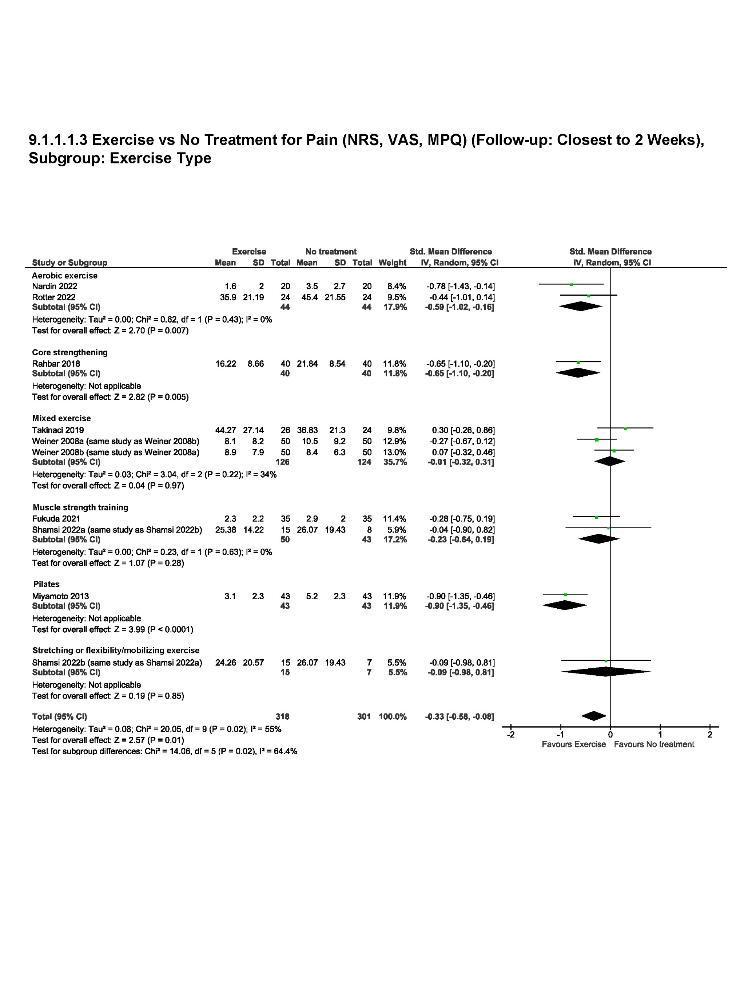 9.1.1.1.3 Exercise vs No Treatment for Pain (NRS, VAS, MPQ) (Follow-up: Closest to 2 Weeks),
Subgroup: Exercise Type
Exercise No treatment Std. Mean Difference Std. Mean Difference
Study or Subgroup Mean SD Total Mean SD Total Weight IV, Random, 95% CI IV, Random, 95% CI
Aerobic exercise
Nardin 2022 1.6 2 20 3.5 2.7 20 8.4% -0.78 [-1.43, -0.14]
Rotter 2022 35.9 21.19 24 45.4 21.55 24 9.5% -0.44 [-1.01, 0.14]
Subtotal (95% CI) 44 44 17.9% -0.59 [-1.02, -0.16]
Heterogeneity: Tau² = 0.00; Chi² = 0.62, df = 1 (P = 0.43); I² = 0%
Test for overall effect: Z = 2.70 (P = 0.007)
Core strengthening
Rahbar 2018 16.22 8.66 40 21.84 8.54 40 11.8% -0.65 [-1.10, -0.20]
Subtotal (95% CI) 40 40 11.8% -0.65 [-1.10, -0.20]
Heterogeneity: Not applicable
Test for overall effect: Z = 2.82 (P = 0.005)
Mixed exercise
Takinaci 2019 44.27 27.14 26 36.83 21.3 24 9.8% 0.30 [-0.26, 0.86]
Weiner 2008a (same study as Weiner 2008b) 8.1 8.2 50 10.5 9.2 50 12.9% -0.27 [-0.67, 0.12]
Weiner 2008b (same study as Weiner 2008a) 8.9 7.9 50 8.4 6.3 50 13.0% 0.07 [-0.32, 0.46]
Subtotal (95% CI) 126 124 35.7% -0.01 [-0.32, 0.31]
Heterogeneity: Tau² = 0.03; Chi² = 3.04, df = 2 (P = 0.22); I² = 34%
Test for overall effect: Z = 0.04 (P = 0.97)
Muscle strength training
Fukuda 2021 2.3 2.2 35 2.9 2 35 11.4% -0.28 [-0.75, 0.19]
Shamsi 2022a (same study as Shamsi 2022b) 25.38 14.22 15 26.07 19.43 8 5.9% -0.04 [-0.90, 0.82]
Subtotal (95% CI) 50 43 17.2% -0.23 [-0.64, 0.19]
Heterogeneity: Tau² = 0.00; Chi² = 0.23, df = 1 (P = 0.63); I² = 0%
Test for overall effect: Z = 1.07 (P = 0.28)
Pilates
Miyamoto 2013 3.1 2.3 43 5.2 2.3 43 11.9% -0.90 [-1.35, -0.46]
Subtotal (95% CI) 43 43 11.9% -0.90 [-1.35, -0.46]
Heterogeneity: Not applicable
Test for overall effect: Z = 3.99 (P < 0.0001)
Stretching or flexibility/mobilizing exercise
Shamsi 2022b (same study as Shamsi 2022a) 24.26 20.57 15 26.07 19.43 7 5.5% -0.09 [-0.98, 0.81]
Subtotal (95% CI) 15 7 5.5% -0.09 [-0.98, 0.81]
Heterogeneity: Not applicable
Test for overall effect: Z = 0.19 (P = 0.85)
Total (95% CI) 318 301 100.0% -0.33 [-0.58, -0.08]
Heterogeneity: Tau² = 0.08; Chi² = 20.05, df = 9 (P = 0.02); I² = 55%
Test for overall effect: Z = 2.57 (P = 0.01)
Test for subgroup differences: Chi² = 14.06, df = 5 (P = 0.02), I² = 64.4%
-2 -1 0 1 2
Favours Exercise Favours No treatment